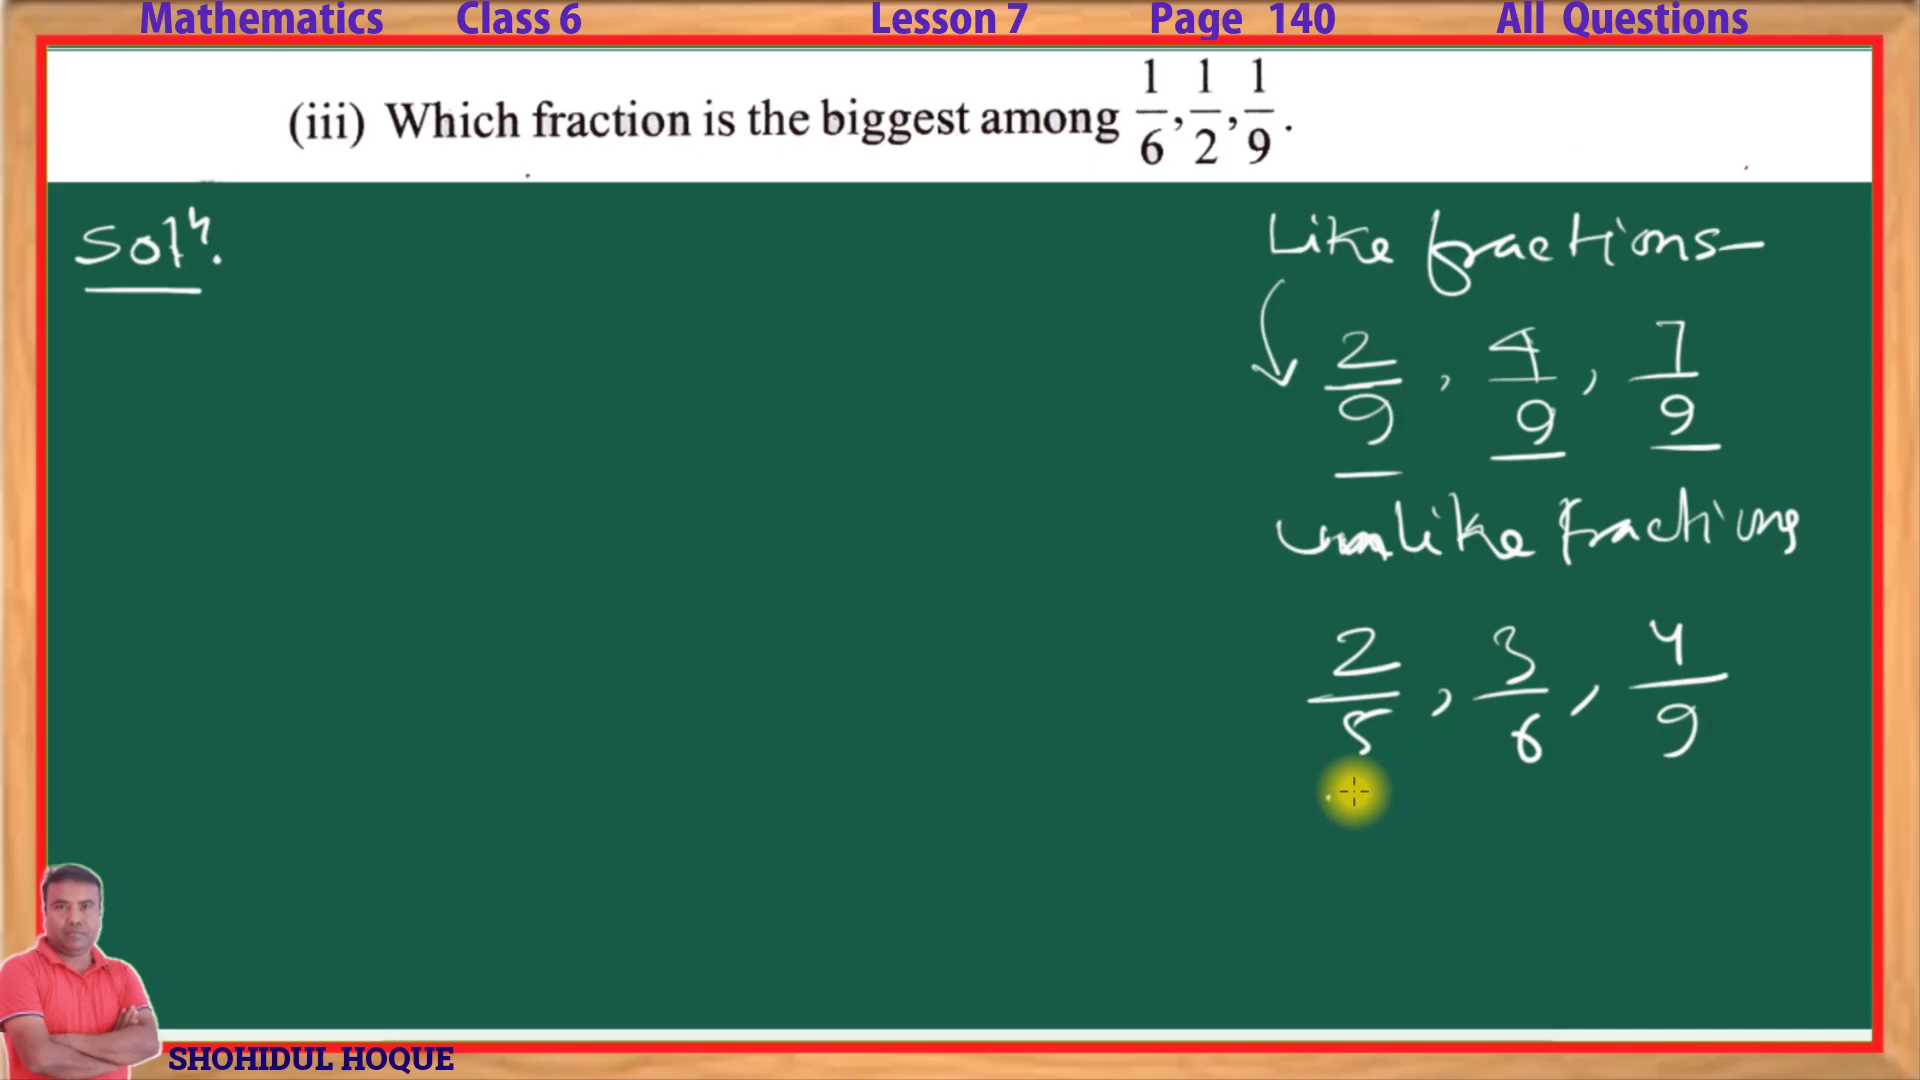 Mathematics Class 6 Lesson 7 Page 140 All Questions
(iii) Which fraction is the biggest among 1/6, 1/2, 1/9.
Solⁿ.
Like fractions—
2/9, 4/9, 7/9
unlike fractions
2/5, 3/6, 4/9
SHOHIDUL HOQUE